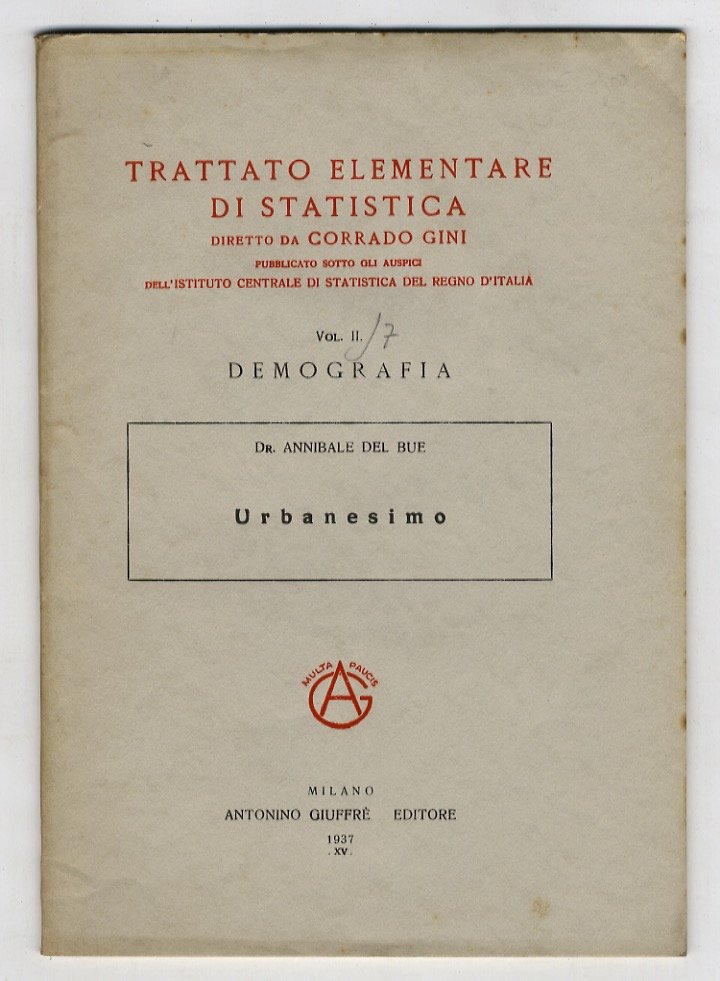 TRATTATO ELEMENTARE
DI STATISTICA
DIRETTO DA CORRADO GINI
PUBBLICATO SOTTO GLI AUSPICI
DELL'ISTITUTO CENTRALE DI STATISTICA DEL REGNO D'ITALIA
VOL. II. /7
DEMOGRAFIA
DR. ANNIBALE DEL BUE
Urbanesimo
MULTA PAUCIS
AG
MILANO
ANTONINO GIUFFRÈ EDITORE
1937
. XV.